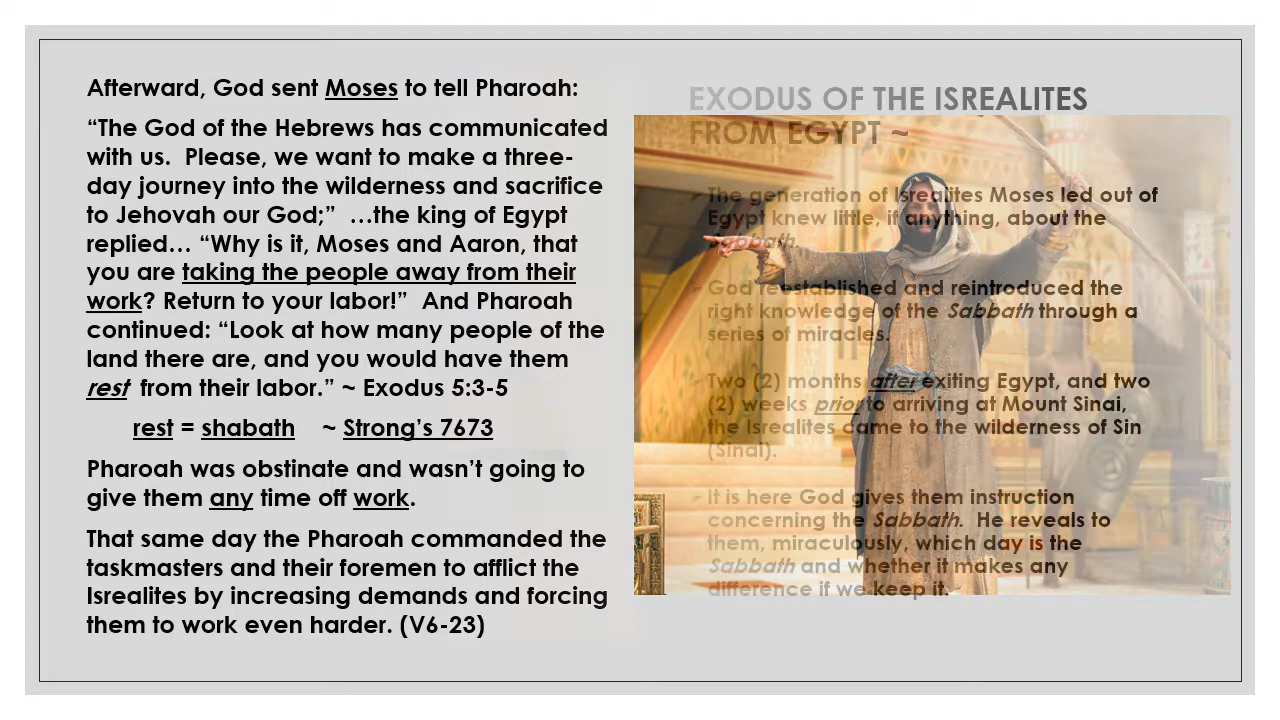 Afterward, God sent Moses to tell Pharoah:
“The God of the Hebrews has communicated
with us.  Please, we want to make a three-
day journey into the wilderness and sacrifice
to Jehovah our God;”  …the king of Egypt
replied… “Why is it, Moses and Aaron, that
you are taking the people away from their
work? Return to your labor!”  And Pharoah
continued: “Look at how many people of the
land there are, and you would have them
rest  from their labor.” ~ Exodus 5:3-5
rest = shabath    ~ Strong’s 7673
Pharoah was obstinate and wasn’t going to
give them any time off work.
That same day the Pharoah commanded the
taskmasters and their foremen to afflict the
Isrealites by increasing demands and forcing
them to work even harder. (V6-23)
EXODUS OF THE ISREALITES
FROM EGYPT ~
The generation of Isrealites Moses led out of
Egypt knew little, if anything, about the
Sabbath.
God reestablished and reintroduced the
right knowledge of the Sabbath through a
series of miracles.
Two (2) months after exiting Egypt, and two
(2) weeks prior to arriving at Mount Sinai,
the Isrealites came to the wilderness of Sin
(Sinai).
It is here God gives them instruction
concerning the Sabbath.  He reveals to
them, miraculously, which day is the
Sabbath and whether it makes any
difference if we keep it.